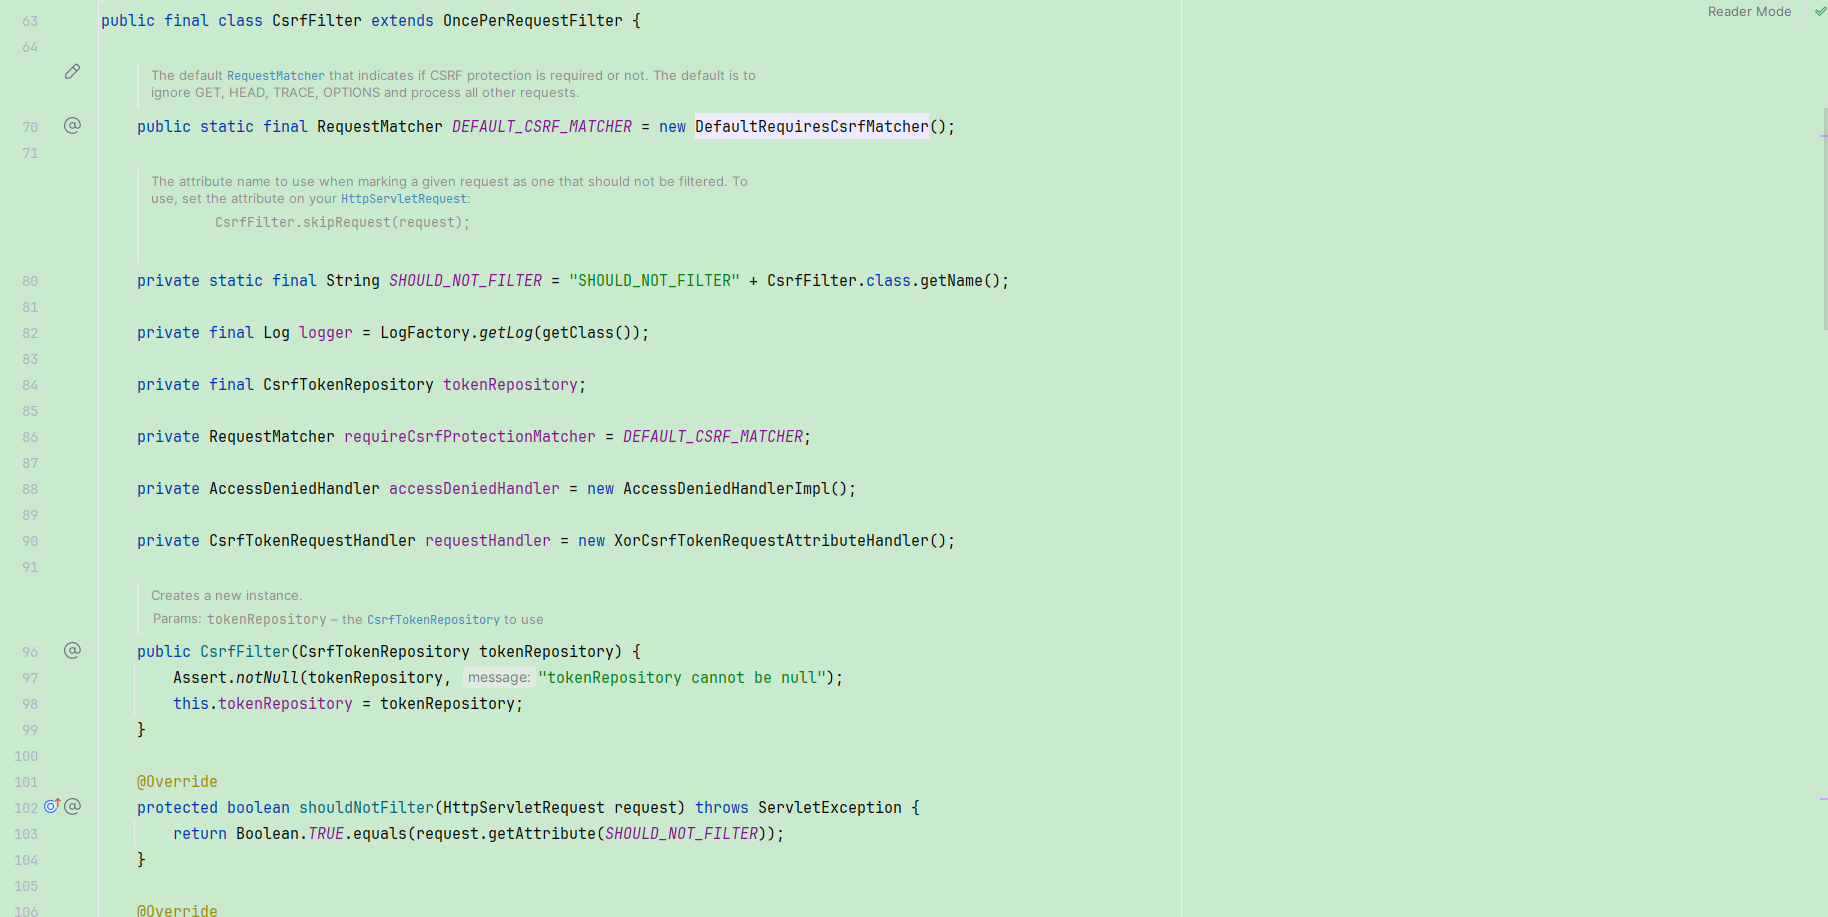 Reader Mode
63 public final class CsrfFilter extends OncePerRequestFilter {
64
The default RequestMatcher that indicates if CSRF protection is required or not. The default is to
ignore GET, HEAD, TRACE, OPTIONS and process all other requests.
70 public static final RequestMatcher DEFAULT_CSRF_MATCHER = new DefaultRequiresCsrfMatcher();
71
The attribute name to use when marking a given request as one that should not be filtered. To
use, set the attribute on your HttpServletRequest:
CsrfFilter.skipRequest(request);
80 private static final String SHOULD_NOT_FILTER = "SHOULD_NOT_FILTER" + CsrfFilter.class.getName();
81
82 private final Log logger = LogFactory.getLog(getClass());
83
84 private final CsrfTokenRepository tokenRepository;
85
86 private RequestMatcher requireCsrfProtectionMatcher = DEFAULT_CSRF_MATCHER;
87
88 private AccessDeniedHandler accessDeniedHandler = new AccessDeniedHandlerImpl();
89
90 private CsrfTokenRequestHandler requestHandler = new XorCsrfTokenRequestAttributeHandler();
91
Creates a new instance.
Params: tokenRepository – the CsrfTokenRepository to use
96 public CsrfFilter(CsrfTokenRepository tokenRepository) {
97 Assert.notNull(tokenRepository, message: "tokenRepository cannot be null");
98 this.tokenRepository = tokenRepository;
99 }
100
101 @Override
102 protected boolean shouldNotFilter(HttpServletRequest request) throws ServletException {
103 return Boolean.TRUE.equals(request.getAttribute(SHOULD_NOT_FILTER));
104 }
105
106 @Override